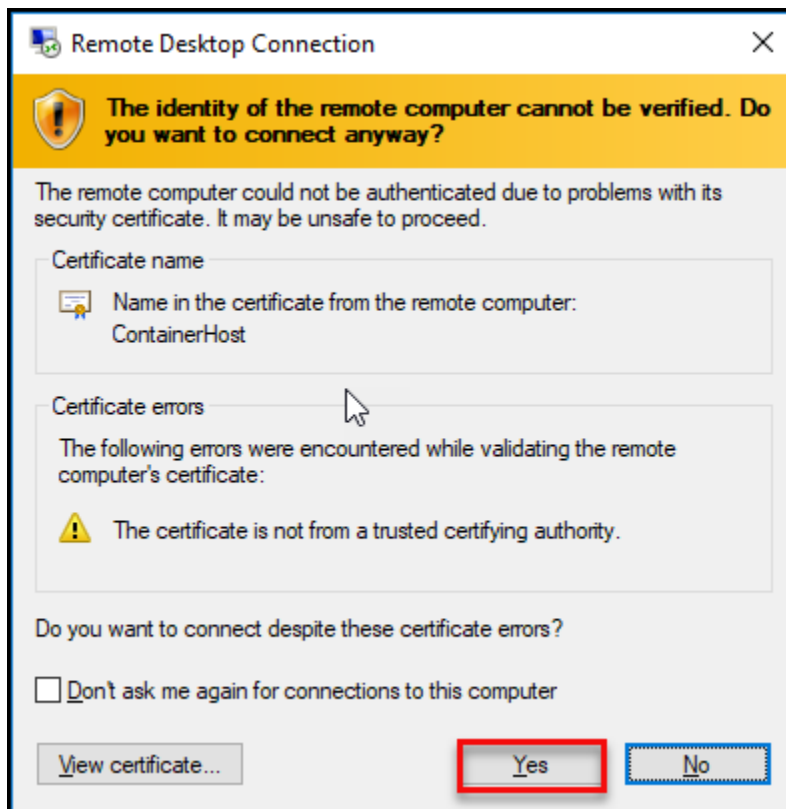 Remote Desktop Connection
The identity of the remote computer cannot be verified. Do
you want to connect anyway?
The remote computer could not be authenticated due to problems with its
security certificate. It may be unsafe to proceed.
Certificate name
Name in the certificate from the remote computer:
ContainerHost
Certificate errors
The following errors were encountered while validating the remote
computer's certificate:
The certificate is not from a trusted certifying authority.
Do you want to connect despite these certificate errors?
Don't ask me again for connections to this computer
View certificate...
Yes
No